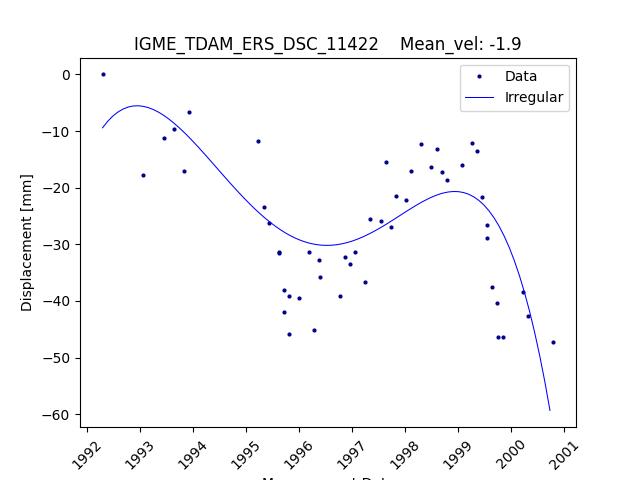 IGME_TDAM_ERS_DSC_11422    Mean_vel: -1.9
Data
Irregular
0
−10
−20
−30
−40
−50
−60
Displacement [mm]
1992 1993 1994 1995 1996 1997 1998 1999 2000 2001